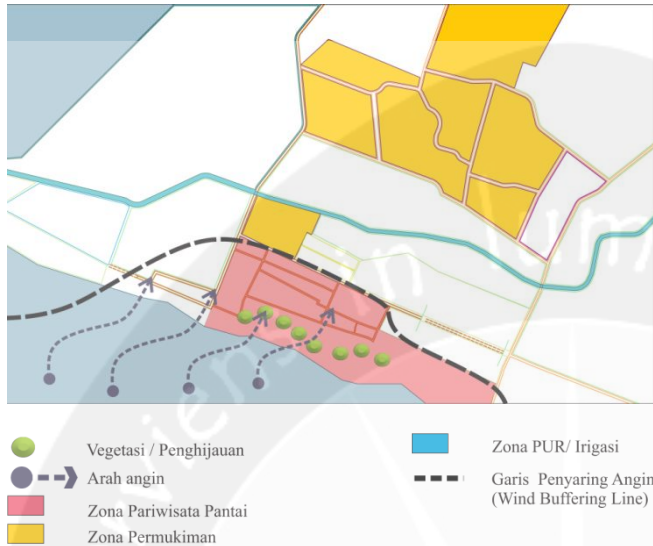 Vegetasi / Penghijauan
Arah angin
Zona Pariwisata Pantai
Zona Permukiman
Zona PUR/ Irigasi
Garis Penyaring Angin
(Wind Buffering Line)